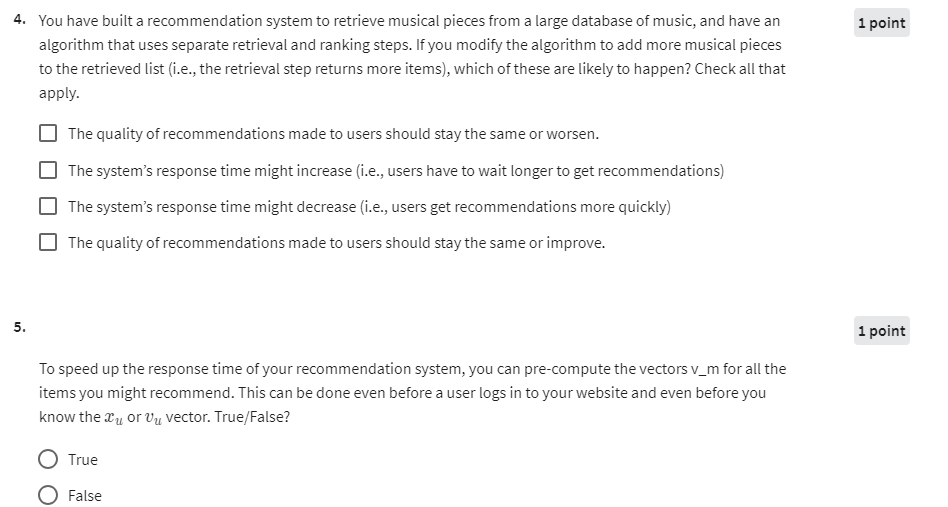 4. You have built a recommendation system to retrieve musical pieces from a large database of music, and have an 1 point
algorithm that uses separate retrieval and ranking steps. If you modify the algorithm to add more musical pieces
to the retrieved list (i.e., the retrieval step returns more items), which of these are likely to happen? Check all that
apply.
The quality of recommendations made to users should stay the same or worsen.
The system's response time might increase (i.e., users have to wait longer to get recommendations)
The system's response time might decrease (i.e., users get recommendations more quickly)
The quality of recommendations made to users should stay the same or improve.
5. 1 point
To speed up the response time of your recommendation system, you can pre-compute the vectors v_m for all the
items you might recommend. This can be done even before a user logs in to your website and even before you
know the x_u or v_u vector. True/False?
True
False